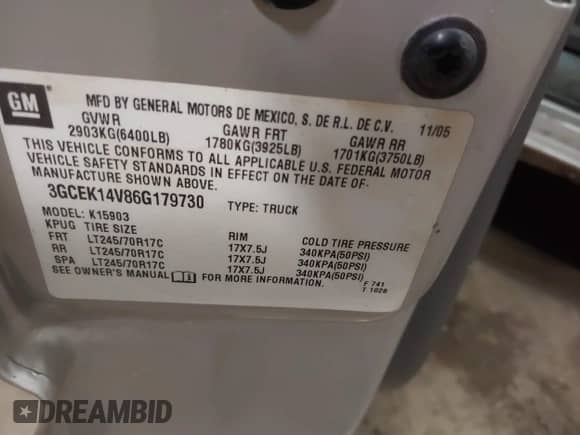 GM
MFD BY GENERAL MOTORS DE MEXICO, S. DE R.L. DE C.V. 11/05
GVWR GAWR FRT GAWR RR
2903KG(6400LB) 1780KG(3925LB) 1701KG(3750LB)
THIS VEHICLE CONFORMS TO ALL APPLICABLE U.S. FEDERAL MOTOR
VEHICLE SAFETY STANDARDS IN EFFECT ON THE DATE OF
MANUFACTURE SHOWN ABOVE.
3GCEK14V86G179730 TYPE: TRUCK
MODEL: K15903
KPUG TIRE SIZE RIM COLD TIRE PRESSURE
FRT LT245/70R17C 17X7.5J 340KPA(50PSI)
RR LT245/70R17C 17X7.5J 340KPA(50PSI)
SPA LT245/70R17C 17X7.5J 340KPA(50PSI)
SEE OWNER'S MANUAL FOR MORE INFORMATION.
F 741
T 1028
DREAMBID